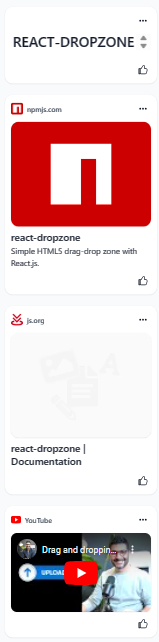 REACT-DROPZONE
npmjs.com
react-dropzone
Simple HTML5 drag-drop zone with
React.js.
js.org
react-dropzone |
Documentation
YouTube
Drag and droppin...
UPLOAD